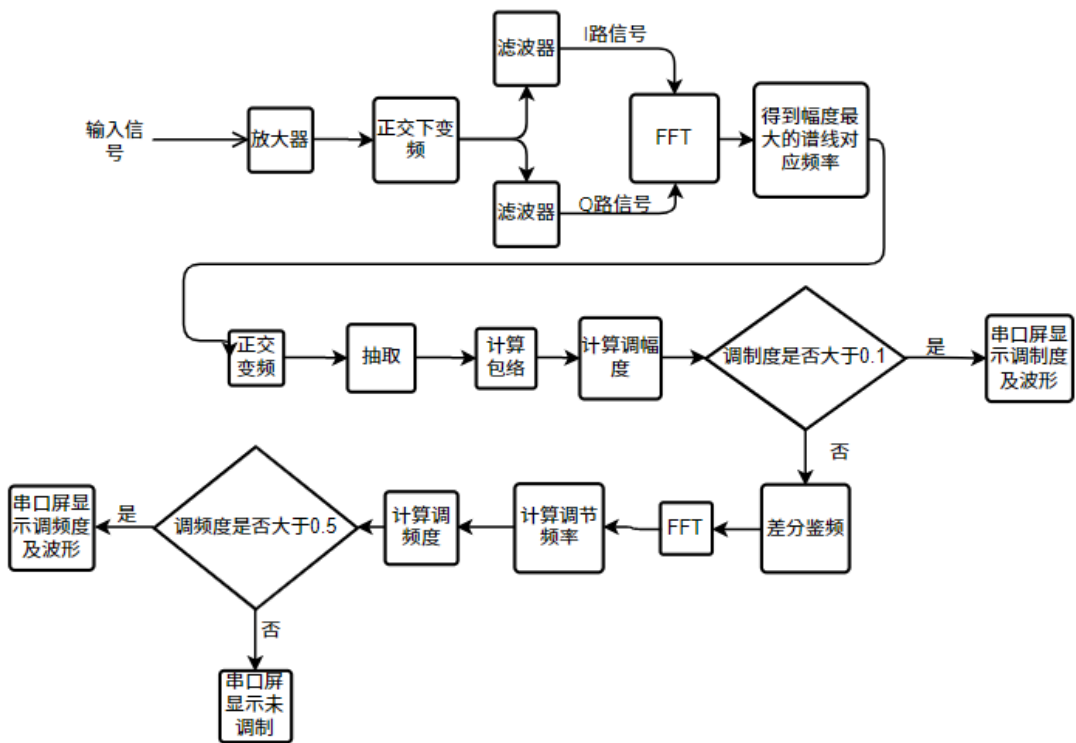 滤波器
I路信号
输入信
号
放大器
正交下变
频
FFT
得到幅度最
大的谱线对
应频率
滤波器
Q路信号
正交
变频
抽取
计算
包络
计算调幅
度
调制度是否大于0.1
是
串口屏显
示调制度
及波形
否
串口屏显
示调频度
及波形
是
调频度是否大于0.5
计算调
频度
计算调节
频率
FFT
差分鉴频
否
串口屏
显示未
调制